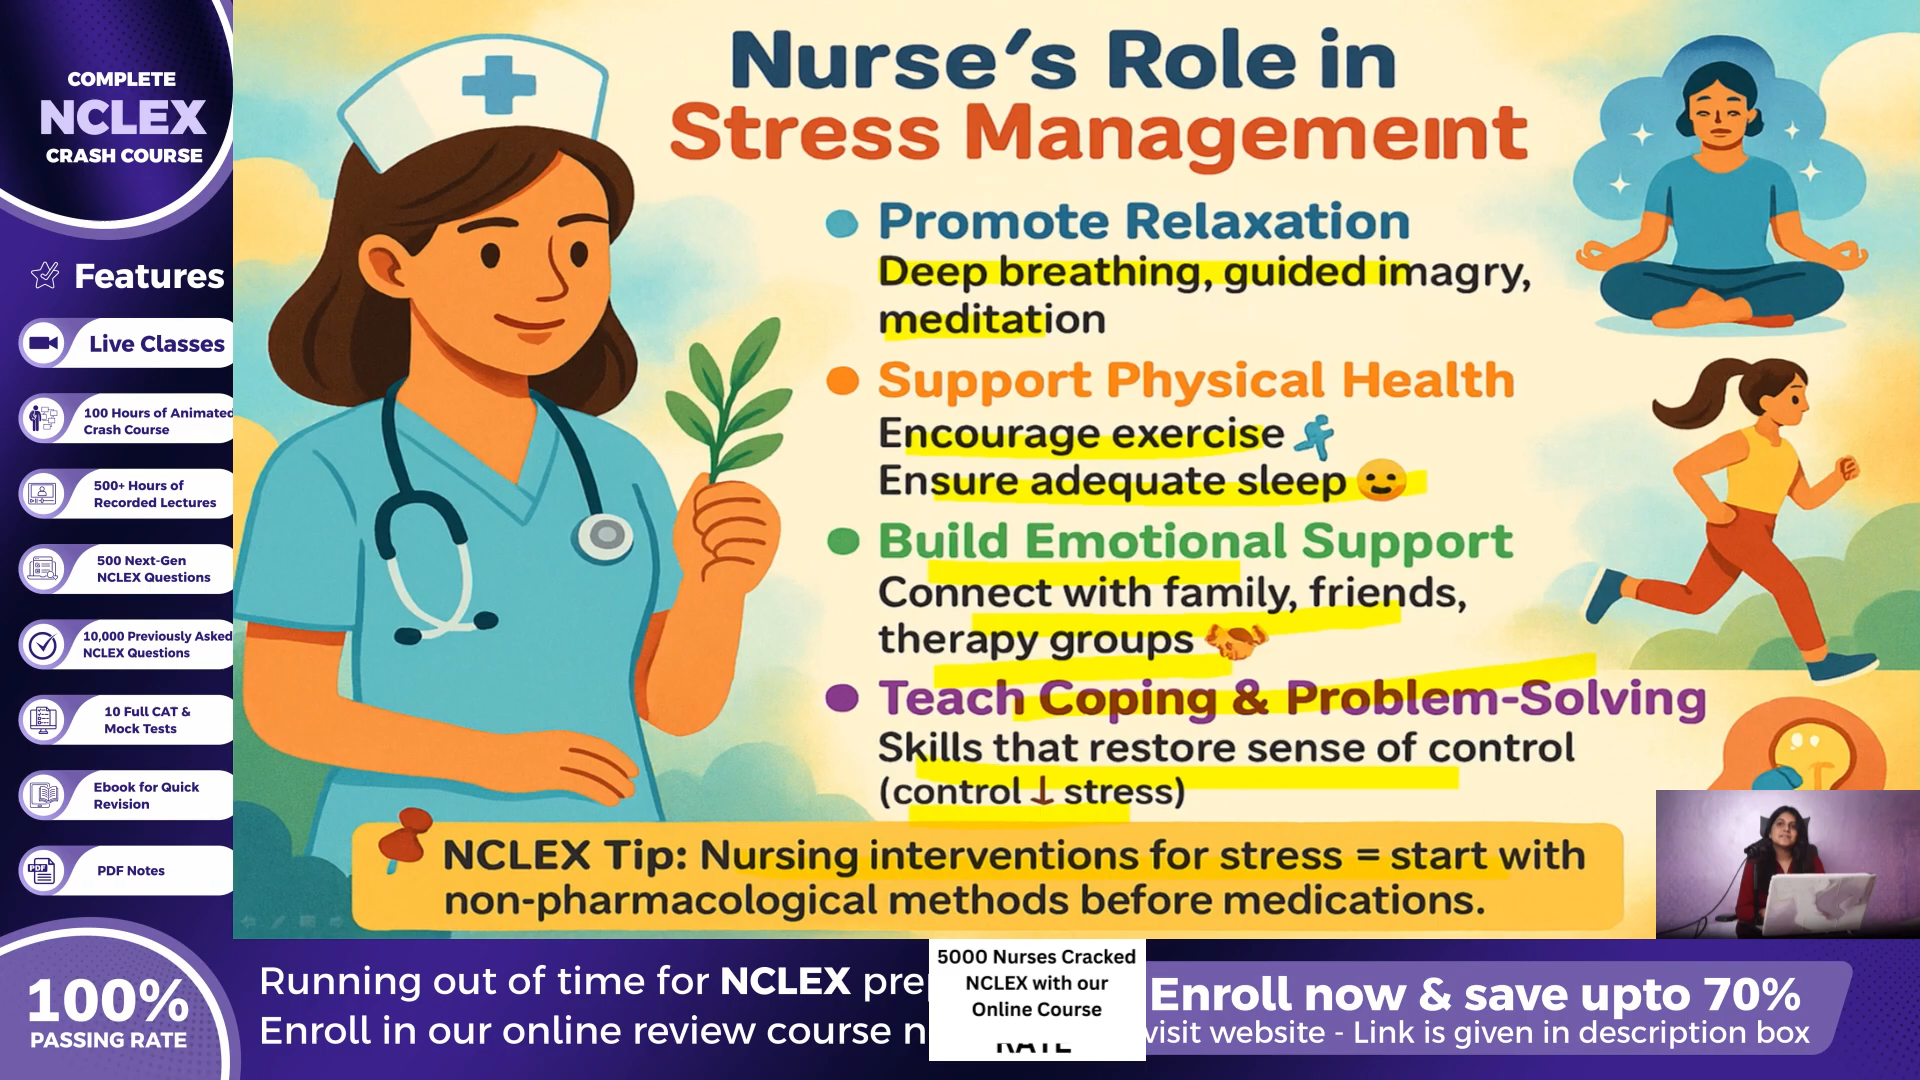 COMPLETE
NCLEX
CRASH COURSE
Features
Live Classes
100 Hours of Animated
Crash Course
500+ Hours of
Recorded Lectures
500 Next-Gen
NCLEX Questions
10,000 Previously Asked
NCLEX Questions
10 Full CAT &
Mock Tests
Ebook for Quick
Revision
PDF
PDF Notes
100%
PASSING RATE
Nurse's Role in
Stress Management
Promote Relaxation
Deep breathing, guided imagry,
meditation
Support Physical Health
Encourage exercise
Ensure adequate sleep
Build Emotional Support
Connect with family, friends,
therapy groups
Teach Coping & Problem-Solving
Skills that restore sense of control
(control ↓ stress)
NCLEX Tip: Nursing interventions for stress = start with
non-pharmacological methods before medications.
Running out of time for NCLEX
Enroll in our online review course
5000 Nurses Cracked
NCLEX with our
Online Course
Enroll now & save upto 70%
visit website - Link is given in description box